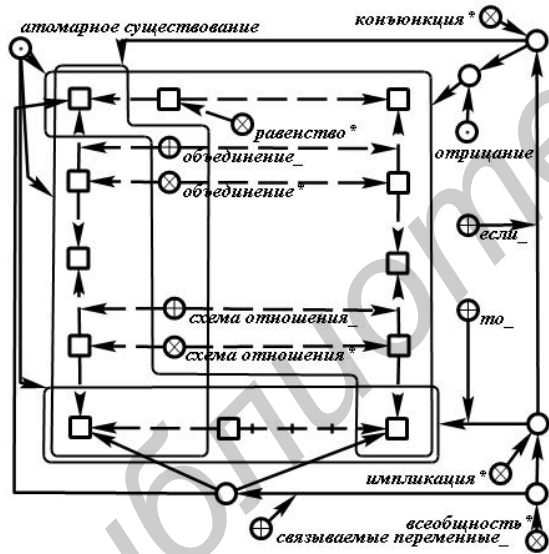 конъюнкция*
атомарное существование
равенство*
отрицание
объединение_
объединение*
если_
схема отношения_
то_
схема отношения*
импликация*
всеобщность*
связываемые переменные_